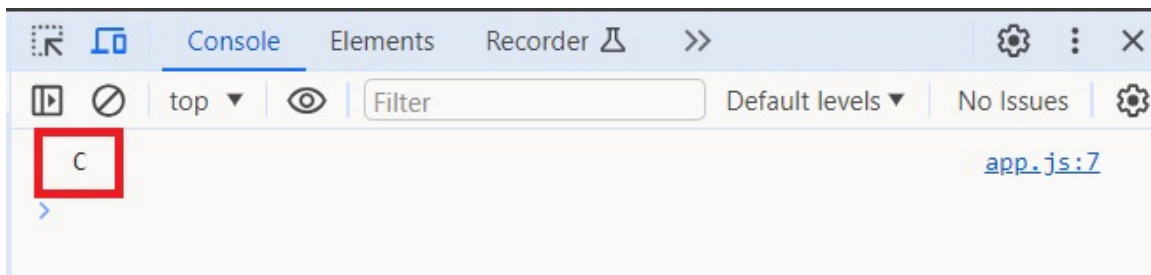 Console Elements Recorder
top Filter Default levels No Issues
C app.js:7